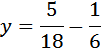 y = 5/18 − 1/6